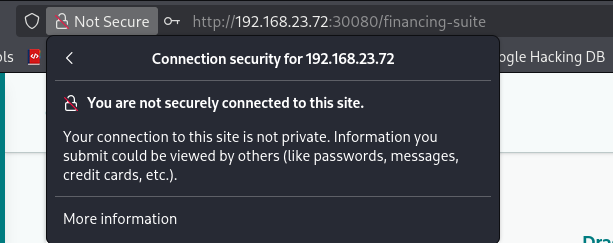 Not Secure http://192.168.23.72:30080/financing-suite
ols ogle Hacking DB
Connection security for 192.168.23.72
You are not securely connected to this site.
Your connection to this site is not private. Information you
submit could be viewed by others (like passwords, messages,
credit cards, etc.).
More information
Dra